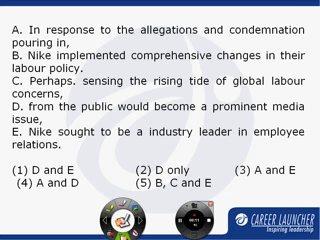 A. In response to the allegations and condemnation
pouring in,
B. Nike implemented comprehensive changes in their
labour policy.
C. Perhaps. sensing the rising tide of global labour
concerns,
D. from the public would become a prominent media
issue,
E. Nike sought to be a industry leader in employee
relations.
(1) D and E (2) D only (3) A and E
(4) A and D (5) B, C and E
CAREER LAUNCHER
Inspiring leadership